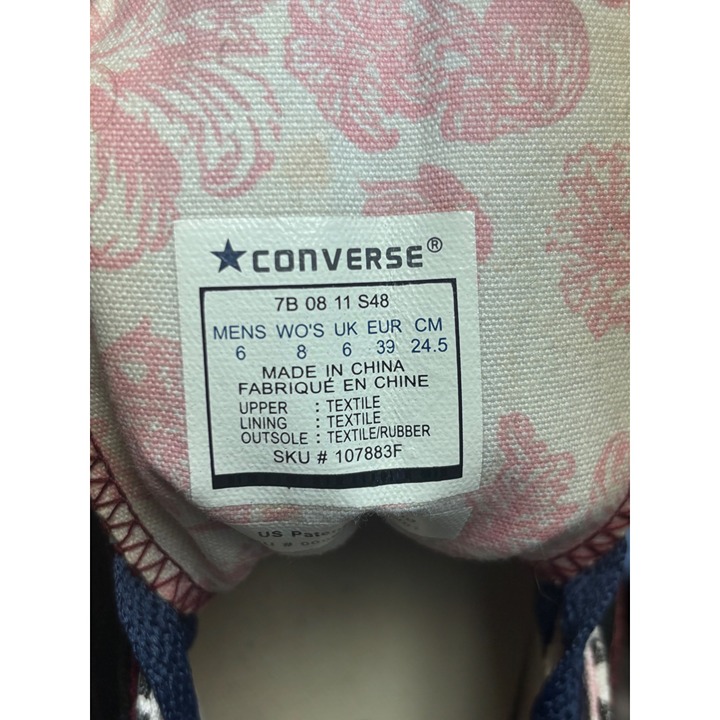 ★CONVERSE®
7B 08 11 S48
MENS WO'S UK EUR CM
6 8 6 39 24.5
MADE IN CHINA
FABRIQUÉ EN CHINE
UPPER : TEXTILE
LINING : TEXTILE
OUTSOLE : TEXTILE/RUBBER
SKU # 107883F
US